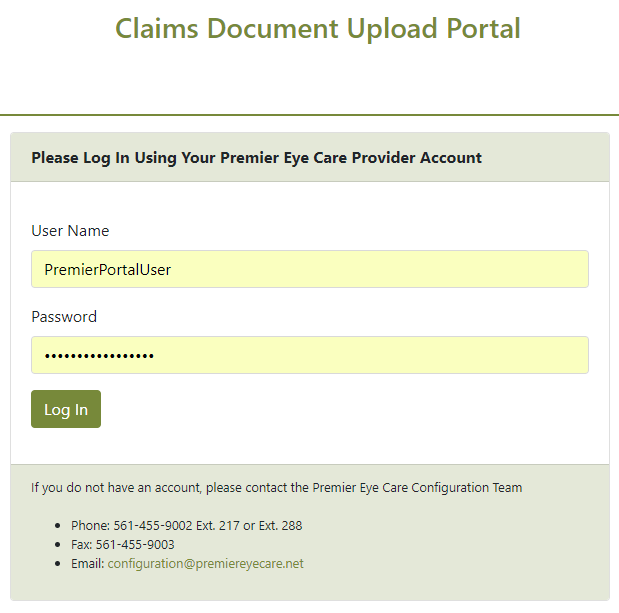 Claims Document Upload Portal
Please Log In Using Your Premier Eye Care Provider Account
User Name
PremierPortalUser
Password
•••••••••••••••••
Log In
If you do not have an account, please contact the Premier Eye Care Configuration Team
• Phone: 561-455-9002 Ext. 217 or Ext. 288
• Fax: 561-455-9003
• Email: configuration@premiereyecare.net